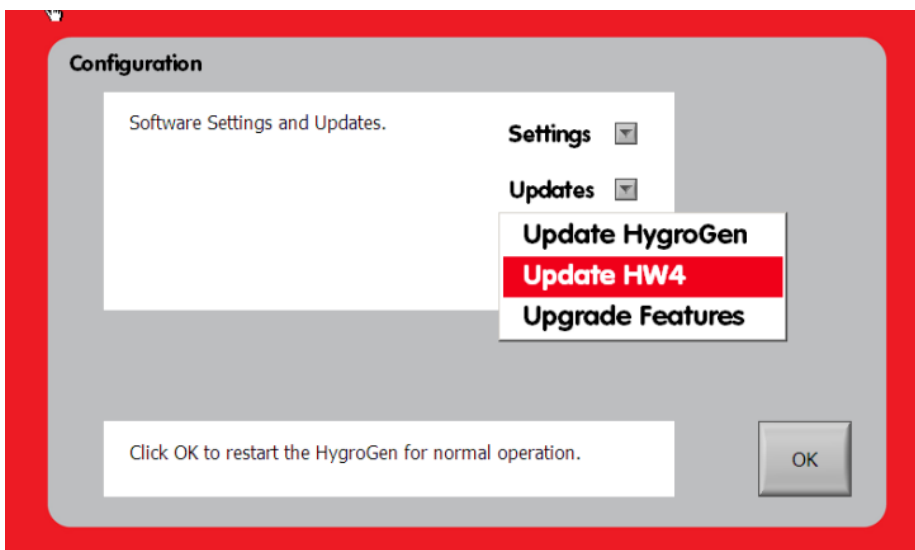 Configuration
Software Settings and Updates.
Settings
Updates
Update HygroGen
Update HW4
Upgrade Features
Click OK to restart the HygroGen for normal operation.
OK